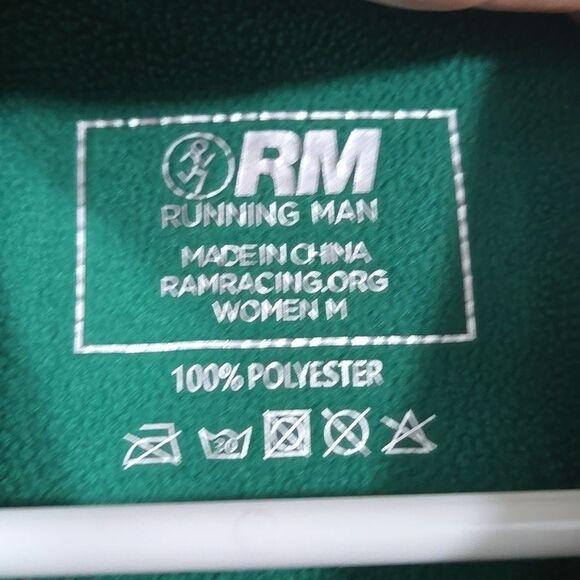 RM
RUNNING MAN
MADE IN CHINA
RAMRACING.ORG
WOMEN M
100% POLYESTER
30